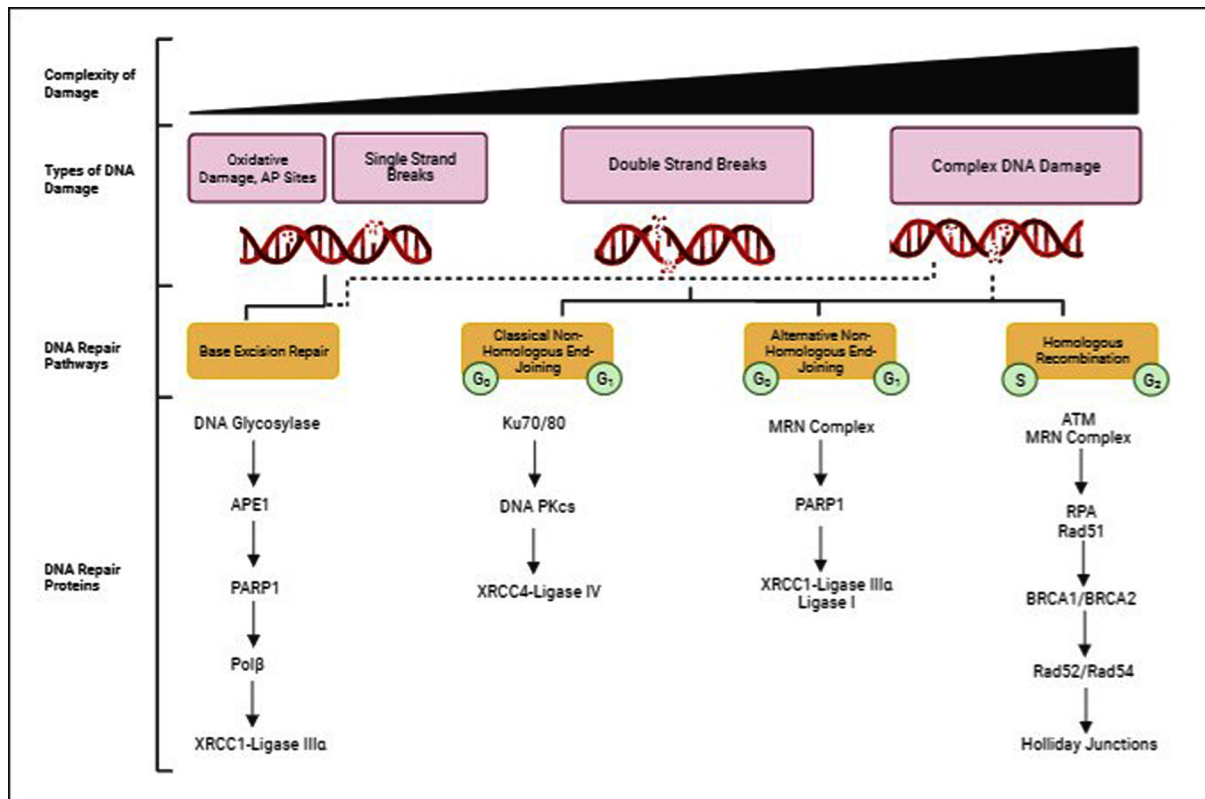 Complexity of
Damage
Types of DNA
Damage
Oxidative
Damage, AP Sites
Single Strand
Breaks
Double Strand Breaks
Complex DNA Damage
DNA Repair
Pathways
Base Excision Repair
Classical Non-
Homologous End-
Joining
G₀
G₁
Alternative Non-
Homologous End-
Joining
G₀
G₁
Homologous
Recombination
S
G₂
DNA Repair
Proteins
DNA Glycosylase
APE1
PARP1
Polβ
XRCC1-Ligase IIIα
Ku70/80
DNA PKcs
XRCC4-Ligase IV
MRN Complex
PARP1
XRCC1-Ligase IIIα
Ligase I
ATM
MRN Complex
RPA
Rad51
BRCA1/BRCA2
Rad52/Rad54
Holliday Junctions